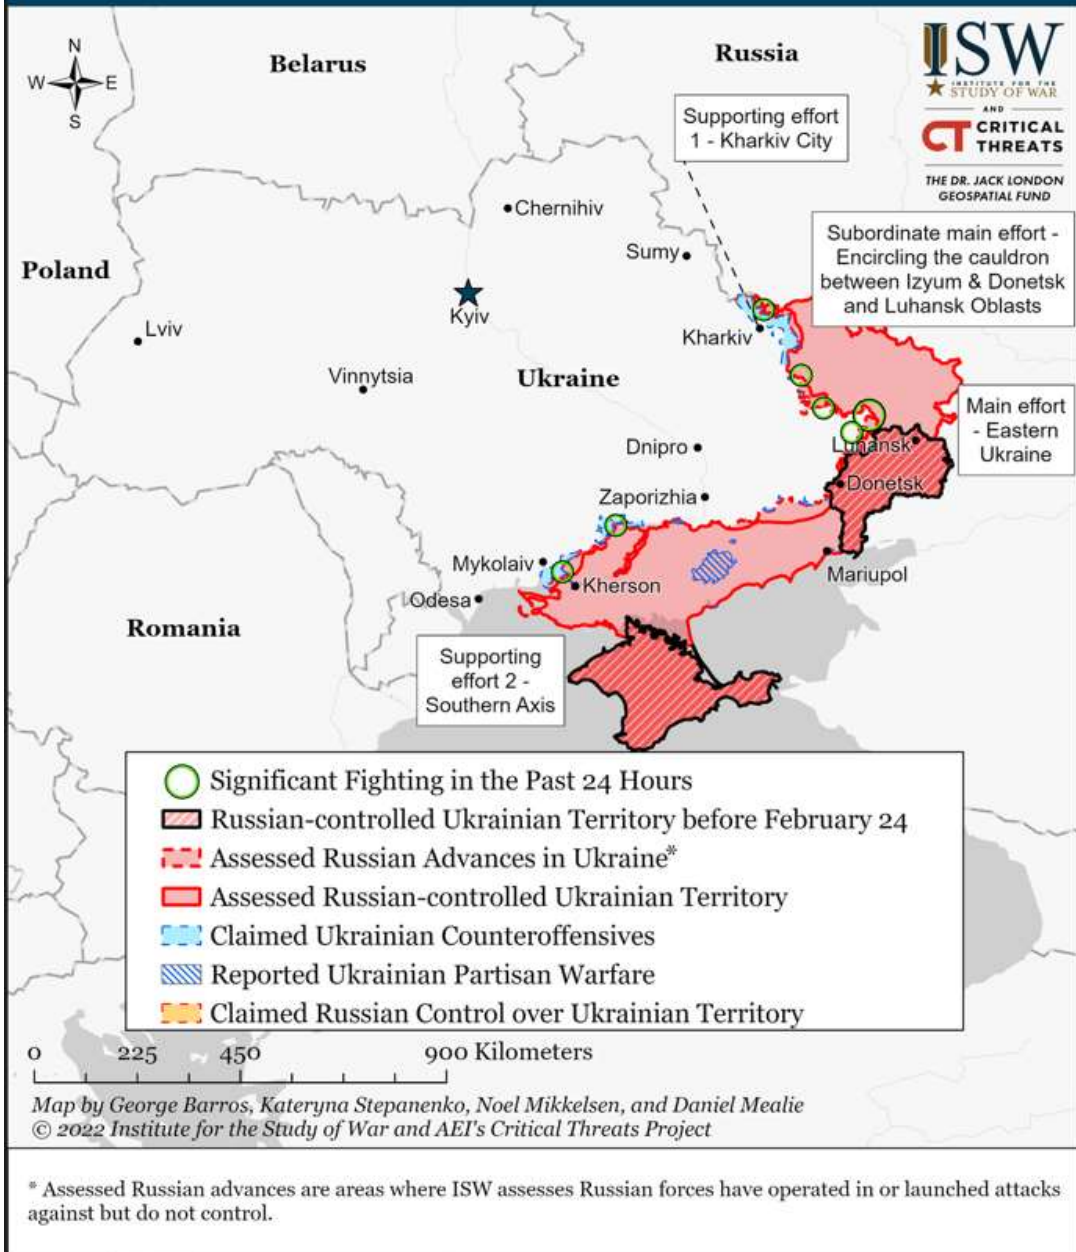 N
W E
S
Belarus
Russia
ISW
INSTITUTE FOR THE
STUDY OF WAR
AND
CT CRITICAL
THREATS
THE DR. JACK LONDON
GEOSPATIAL FUND
Supporting effort
1 - Kharkiv City
Chernihiv
Sumy
Subordinate main effort -
Encircling the cauldron
between Izyum & Donetsk
and Luhansk Oblasts
Poland
Kyiv
Lviv
Kharkiv
Vinnytsia
Ukraine
Main effort
- Eastern
Ukraine
Dnipro
Luhansk
Donetsk
Zaporizhia
Mykolaiv
Kherson
Mariupol
Odesa
Romania
Supporting
effort 2 -
Southern Axis
Significant Fighting in the Past 24 Hours
Russian-controlled Ukrainian Territory before February 24
Assessed Russian Advances in Ukraine*
Assessed Russian-controlled Ukrainian Territory
Claimed Ukrainian Counteroffensives
Reported Ukrainian Partisan Warfare
Claimed Russian Control over Ukrainian Territory
0 225 450 900 Kilometers
Map by George Barros, Kateryna Stepanenko, Noel Mikkelsen, and Daniel Mealie
© 2022 Institute for the Study of War and AEI's Critical Threats Project
* Assessed Russian advances are areas where ISW assesses Russian forces have operated in or launched attacks
against but do not control.